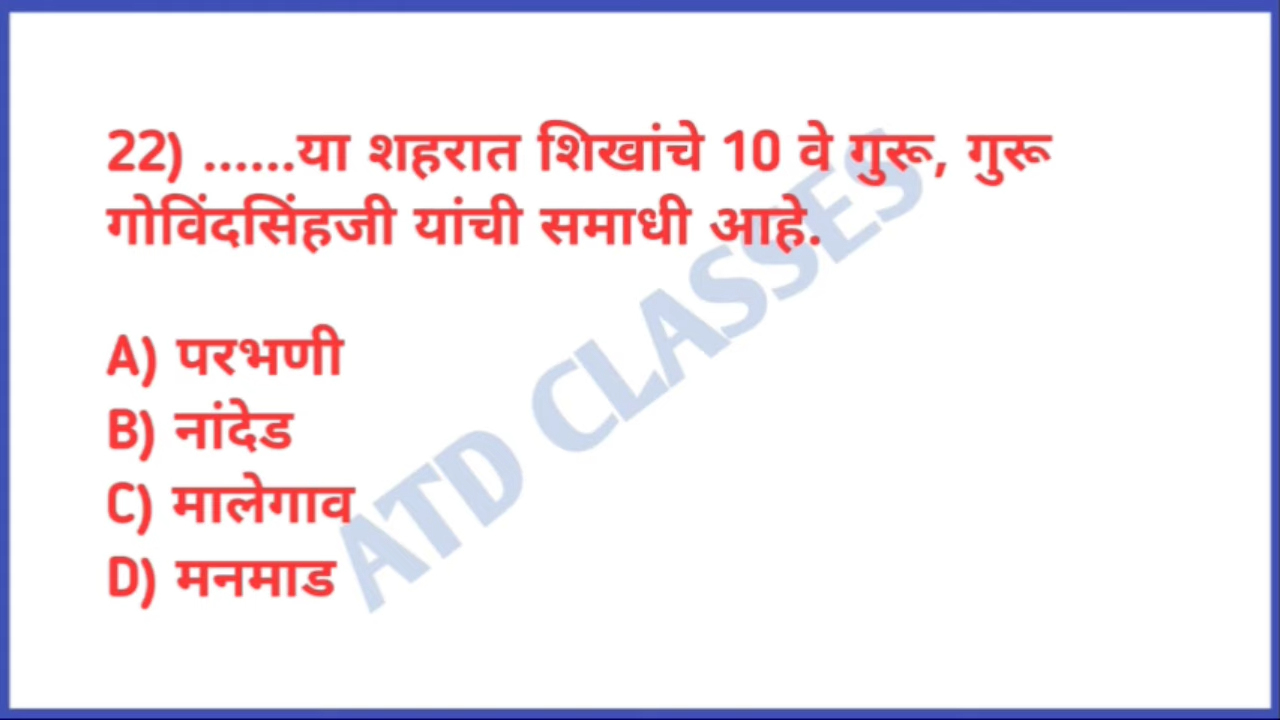 22) ......या शहरात शिखांचे 10 वे गुरू, गुरू
गोविंदसिंहजी यांची समाधी आहे.
A) परभणी
B) नांदेड
C) मालेगाव
D) मनमाड
ATD CLASSES